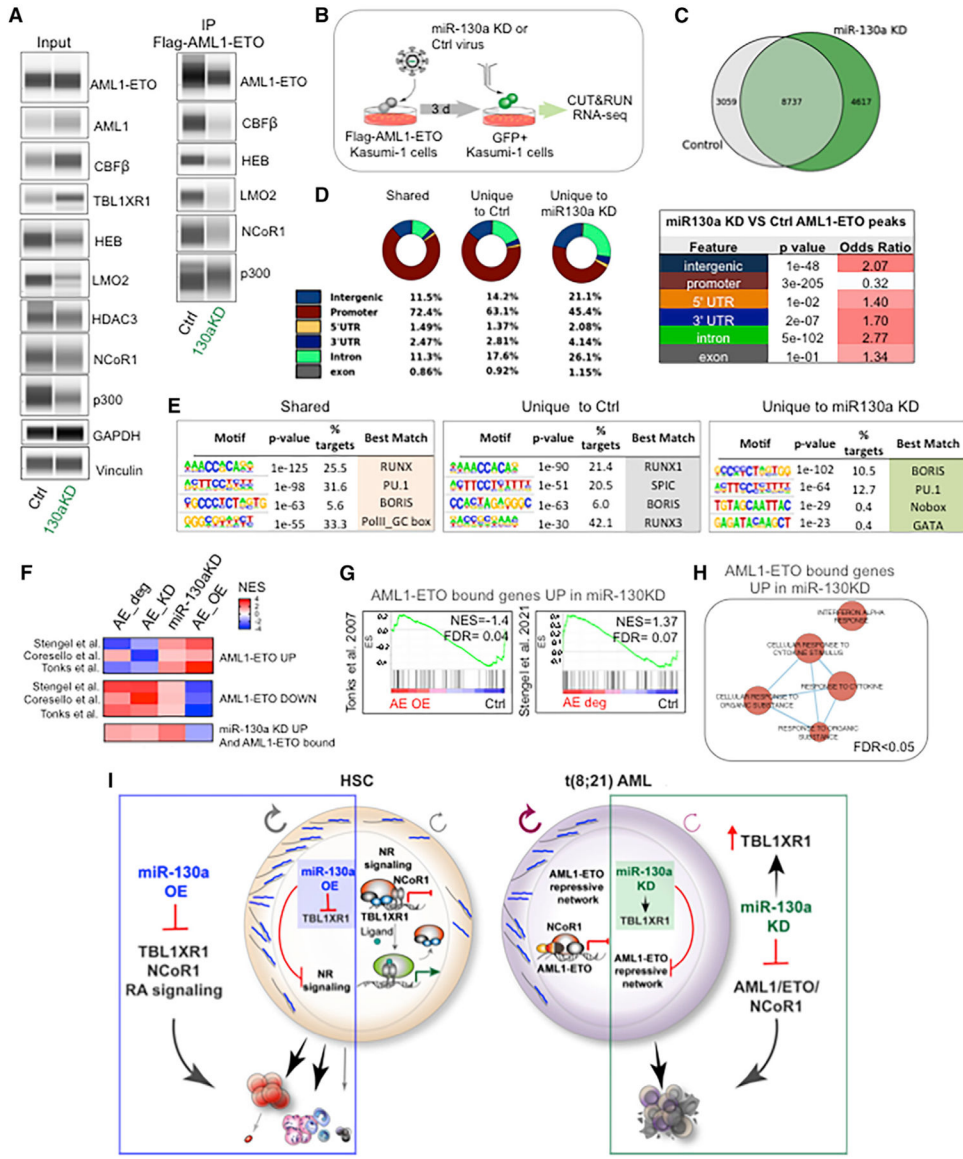 A
Input
AML1-ETO
AML1
CBFβ
TBL1XR1
HEB
LMO2
HDAC3
NCoR1
p300
GAPDH
Vinculin
Ctrl
130aKD
IP
Flag-AML1-ETO
AML1-ETO
CBFβ
HEB
LMO2
NCoR1
p300
Ctrl
130aKD
B
miR-130a KD or
Ctrl virus
3 d
CUT&RUN
RNA-seq
Flag-AML1-ETO
Kasumi-1 cells
GFP+
Kasumi-1 cells
C
miR-130a KD
3059
8737
4617
Control
D
Shared
Unique
to Ctrl
Unique to
miR130a KD
Intergenic 11.5% 14.2% 21.1%
Promoter 72.4% 63.1% 45.4%
5'UTR 1.49% 1.37% 2.08%
3'UTR 2.47% 2.81% 4.14%
Intron 11.3% 17.6% 26.1%
exon 0.86% 0.92% 1.15%
miR130a KD VS Ctrl AML1-ETO peaks
Feature p value Odds Ratio
intergenic 1e-48 2.07
promoter 3e-205 0.32
5' UTR 1e-02 1.40
3' UTR 2e-07 1.70
intron 5e-102 2.77
exon 1e-01 1.34
E
Shared
Motif p-value % targets Best Match
1e-125 25.5 RUNX
1e-98 31.6 PU.1
1e-63 5.6 BORIS
1e-55 33.3 PolII_GC box
Unique to Ctrl
Motif p-value % targets Best Match
1e-90 21.4 RUNX1
1e-51 20.5 SPIC
1e-63 6.0 BORIS
1e-30 42.1 RUNX3
Unique to miR130a KD
Motif p-value % targets Best Match
1e-102 10.5 BORIS
1e-64 12.7 PU.1
TGTAGCAATTAC 1e-29 0.4 Nobox
GAGATACAAGCT 1e-23 0.4 GATA
F
AE_deg
AE_KD
miR-130aKD
AE_OE
NES
Stengel et al.
Coresello et al.
Tonks et al.
AML1-ETO UP
Stengel et al.
Coresello et al.
Tonks et al.
AML1-ETO DOWN
miR-130a KD UP
And AML1-ETO bound
G
AML1-ETO bound genes UP in miR-130KD
Tonks et al. 2007
ES
NES=-1.4
FDR= 0.04
AE OE
Ctrl
Stengel et al. 2021
NES=1.37
FDR= 0.07
AE deg
Ctrl
H
AML1-ETO bound genes
UP in miR-130KD
INTERFERON ALPHA
RESPONSE
CELLULAR RESPONSE TO
CYTOKINE STIMULUS
RESPONSE TO CYTOKINE
CELLULAR RESPONSE TO
ORGANIC SUBSTANCE
RESPONSE TO ORGANIC
SUBSTANCE
FDR<0.05
I
HSC
miR-130a
OE
TBL1XR1
NCoR1
RA signaling
miR-130a
OE
TBL1XR1
NR
signaling
NR
signaling
NCoR1
TBL1XR1
Ligand
t(8;21) AML
AML1-ETO
repressive
network
NCoR1
AML1-ETO
miR-130a
KD
TBL1XR1
AML1-ETO
repressive
network
TBL1XR1
miR-130a
KD
AML1/ETO/
NCoR1